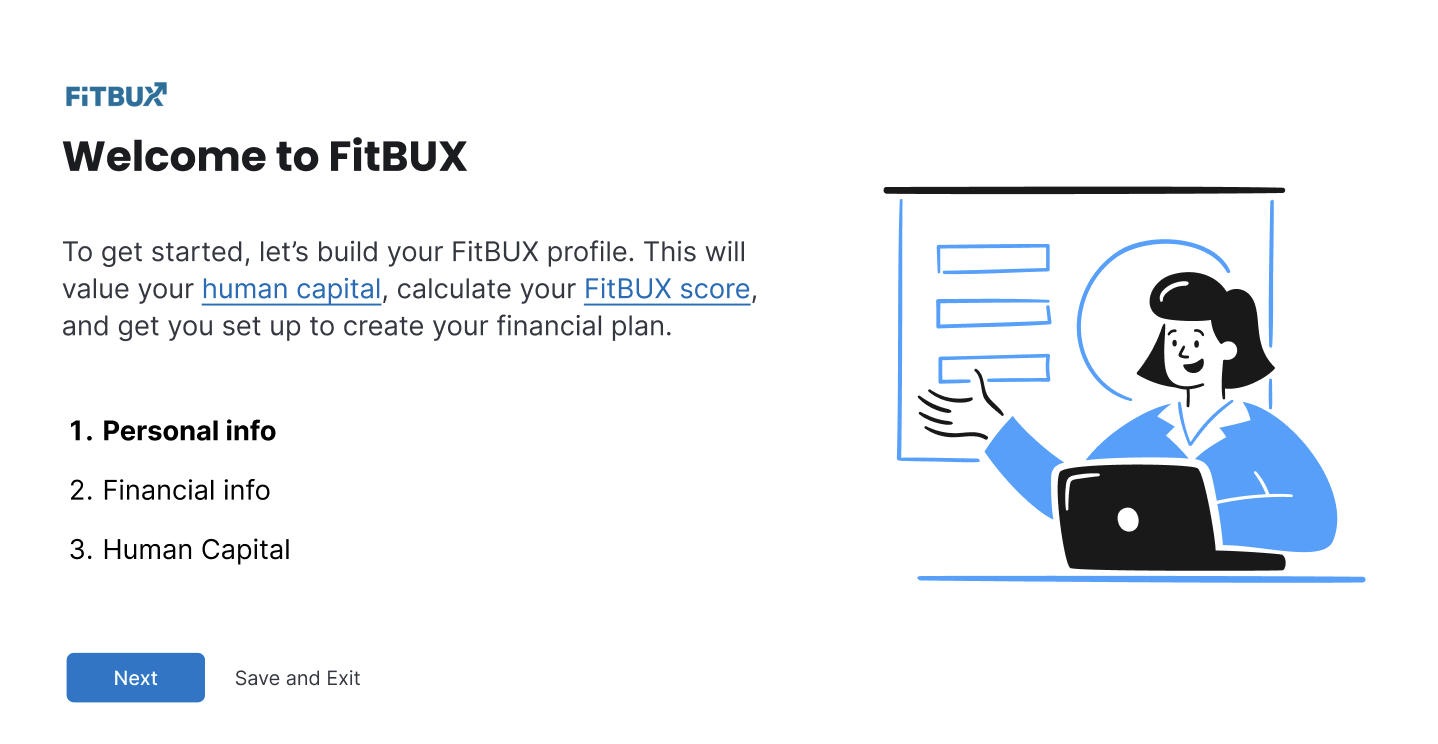 FiTBUX
Welcome to FitBUX
To get started, let’s build your FitBUX profile. This will
value your human capital, calculate your FitBUX score,
and get you set up to create your financial plan.
1. Personal info
2. Financial info
3. Human Capital
Next
Save and Exit